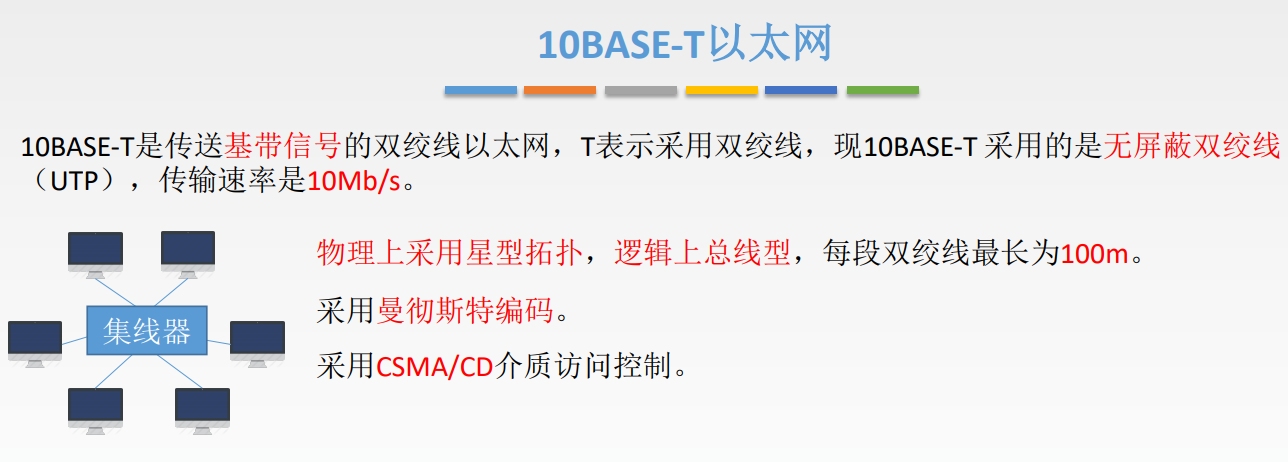 10BASE-T以太网
10BASE-T是传送基带信号的双绞线以太网，T表示采用双绞线，现10BASE-T 采用的是无屏蔽双绞线
（UTP），传输速率是10Mb/s。
物理上采用星型拓扑，逻辑上总线型，每段双绞线最长为100m。
集线器
采用曼彻斯特编码。
采用CSMA/CD介质访问控制。